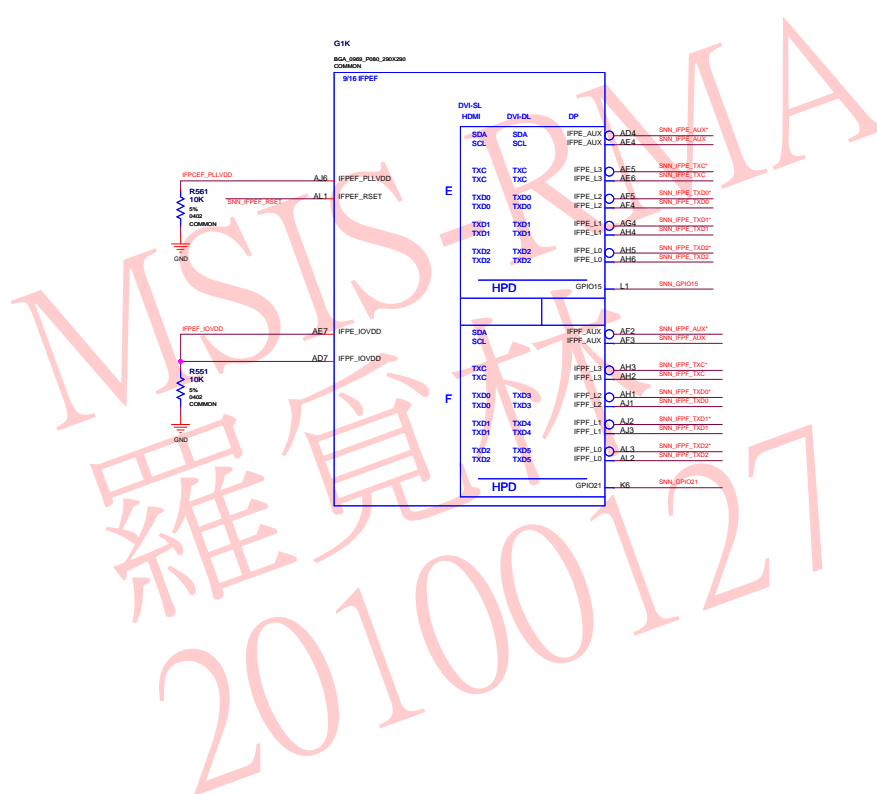 G1K
BGA_0969_P080_290X290
COMMON
9/16 IFPEF
DVI-SL
HDMI DVI-DL DP
SDA SDA IFPE_AUX AD4 SNN_IFPE_AUX*
SCL SCL IFPE_AUX AE4 SNN_IFPE_AUX
TXC TXC IFPE_L3 AE5 SNN_IFPE_TXC*
TXC TXC IFPE_L3 AE6 SNN_IFPE_TXC
IFPCEF_PLLVDD AJ6 IFPEF_PLLVDD
R561
10K
5%
0402
COMMON
GND
SNN_IFPEF_RSET AL1 IFPEF_RSET
E
TXD0 TXD0 IFPE_L2 AF5 SNN_IFPE_TXD0*
TXD0 TXD0 IFPE_L2 AF4 SNN_IFPE_TXD0
TXD1 TXD1 IFPE_L1 AG4 SNN_IFPE_TXD1*
TXD1 TXD1 IFPE_L1 AH4 SNN_IFPE_TXD1
TXD2 TXD2 IFPE_L0 AH5 SNN_IFPE_TXD2*
TXD2 TXD2 IFPE_L0 AH6 SNN_IFPE_TXD2
HPD GPIO15 L1 SNN_GPIO15
IFPEF_IOVDD AE7 IFPE_IOVDD
AD7 IFPF_IOVDD
R551
10K
5%
0402
COMMON
GND
SDA IFPF_AUX AF2 SNN_IFPF_AUX*
SCL IFPF_AUX AF3 SNN_IFPF_AUX
TXC IFPF_L3 AH3 SNN_IFPF_TXC*
TXC IFPF_L3 AH2 SNN_IFPF_TXC
F
TXD0 TXD3 IFPF_L2 AH1 SNN_IFPF_TXD0*
TXD0 TXD3 IFPF_L2 AJ1 SNN_IFPF_TXD0
TXD1 TXD4 IFPF_L1 AJ2 SNN_IFPF_TXD1*
TXD1 TXD4 IFPF_L1 AJ3 SNN_IFPF_TXD1
TXD2 TXD5 IFPF_L0 AL3 SNN_IFPF_TXD2*
TXD2 TXD5 IFPF_L0 AL2 SNN_IFPF_TXD2
HPD GPIO21 K6 SNN_GPIO21
MSIS-RMA
羅覓林
20100127